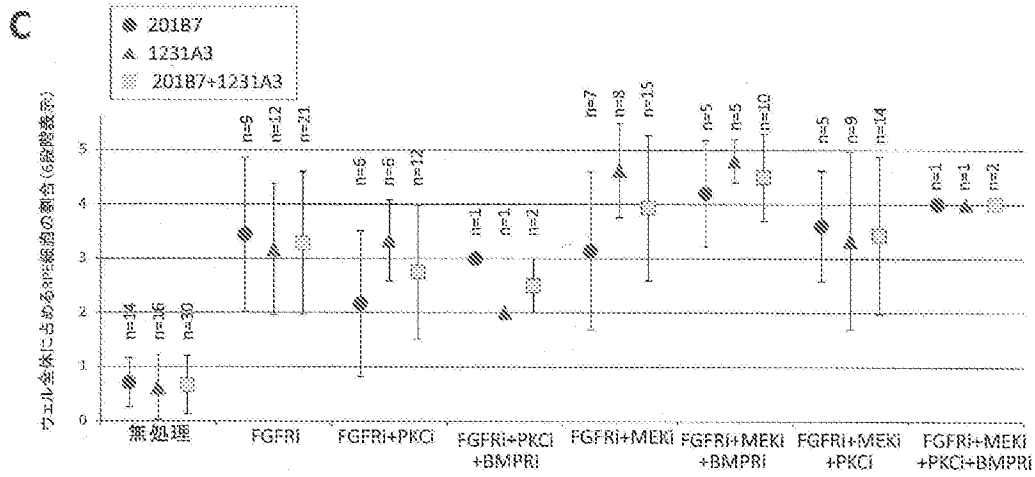 C
201B7
1231A3
201B7+1231A3
ウェル全体に占めるRPE細胞の割合(6段階表示)
5
4
3
2
1
0
n=14
n=16
n=30
n=9
n=12
n=21
n=6
n=6
n=12
n=1
n=1
n=2
n=7
n=8
n=15
n=5
n=5
n=10
n=5
n=9
n=14
n=1
n=1
n=2
無処理
FGFRi
FGFRi+PKCi
FGFRi+PKCi
+BMPRi
FGFRi+MEKi
FGFRi+MEKi
+BMPRi
FGFRi+MEKi
+PKCi
FGFRi+MEKi
+PKCi+BMPRi